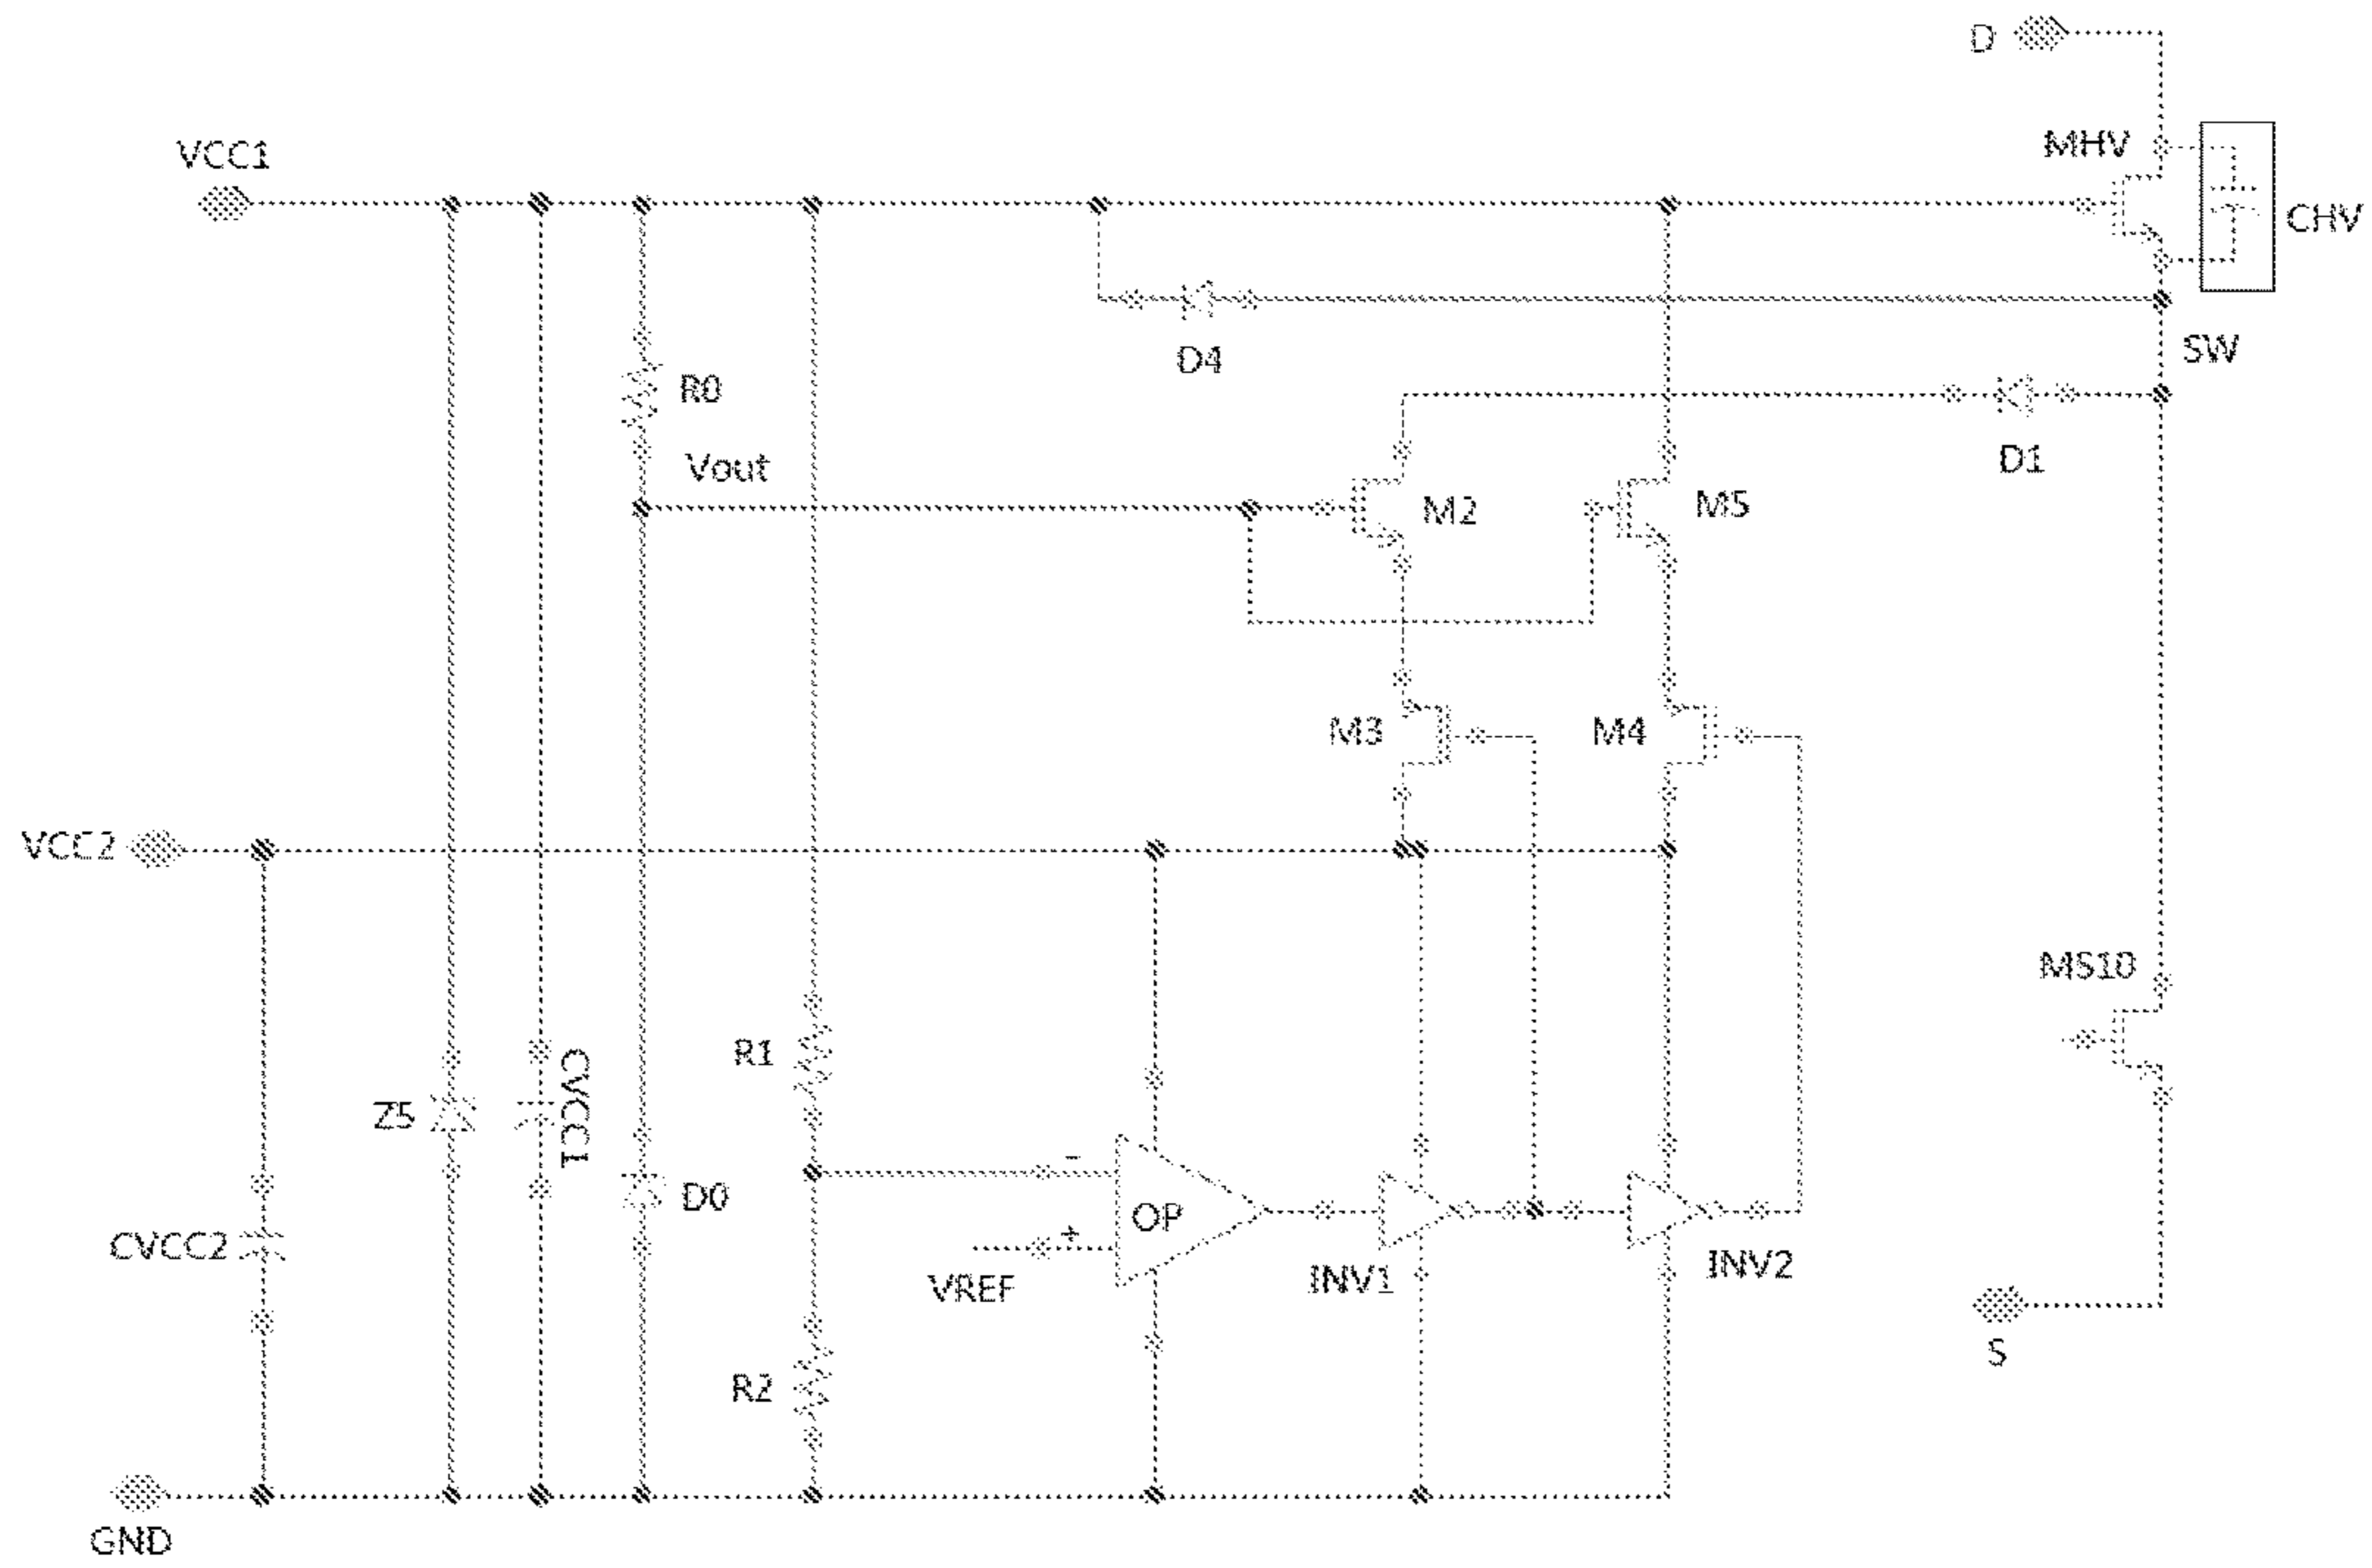 D
MHV
VCC1
CHV
SW
D4
R0
D1
Vout
M2
M5
M3
M4
VCC2
MS10
R1
CVCC1
Z5
−
D0
OP
CVCC2
+
VREF
INV1
INV2
S
R2
GND